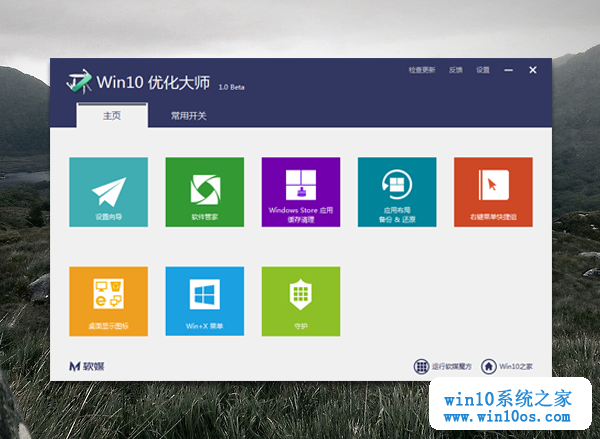 检查更新 反馈 设置
Win10 优化大师 1.0 Beta
主页 常用开关
设置向导
软件管家
Windows Store 应用
缓存清理
应用布局
备份 & 还原
右键菜单快捷组
桌面显示图标
Win+X 菜单
守护
软媒
运行软媒魔方 Win10之家
win10系统之家
www.win10os.com